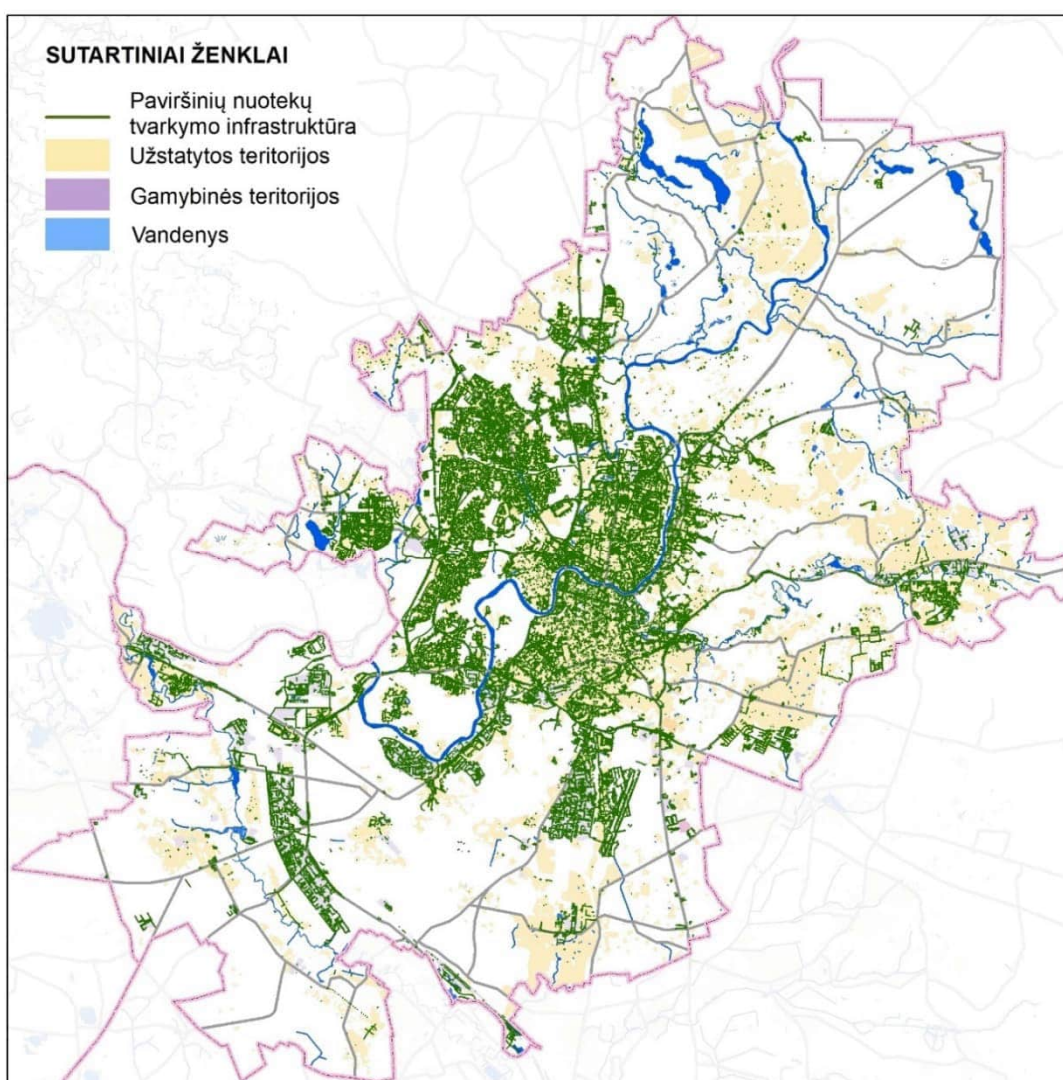 SUTARTINIAI ŽENKLAI
Paviršinių nuotekų
tvarkymo infrastruktūra
Užstatytos teritorijos
Gamybinės teritorijos
Vandenys